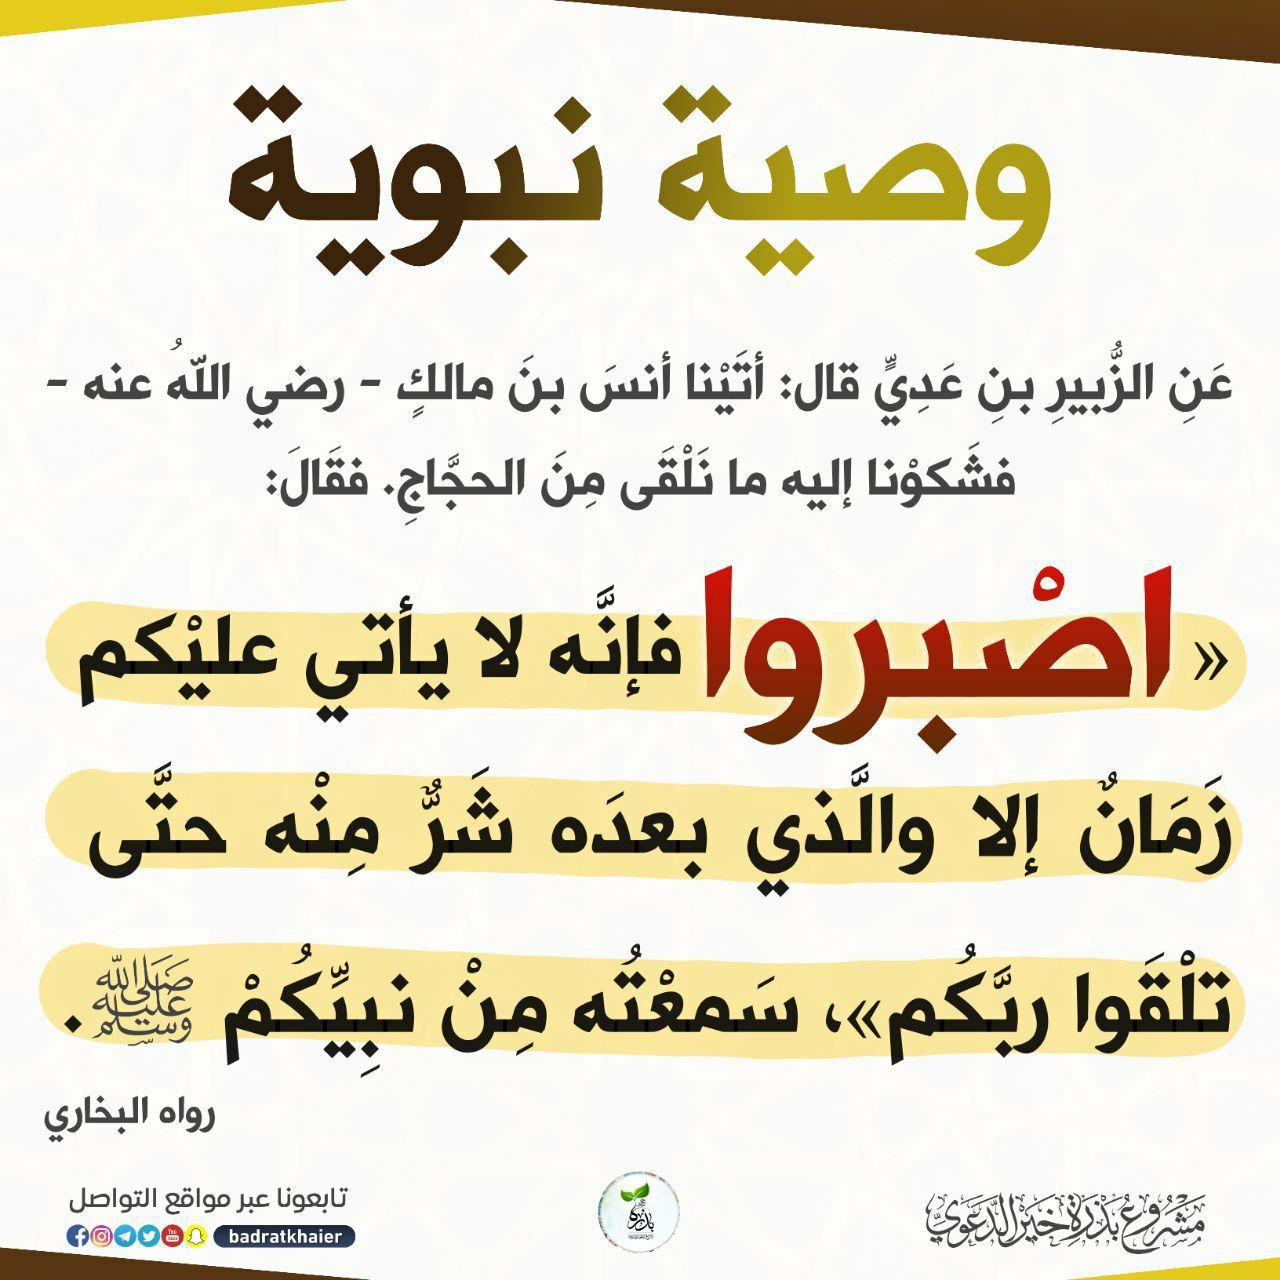 وصية نبوية
عَنِ الزُّبيرِ بنِ عَدِيٍّ قال: أتَيْنا أنسَ بنَ مالكٍ - رضي اللهُ عنه -
فشَكوْنا إليه ما نَلْقَى مِنَ الحجَّاجِ. فقَالَ:
«اصْبروا فإنَّه لا يأتي عليْكم
زَمَانٌ إلا والَّذي بعدَه شَرٌّ مِنْه حتَّى
تلْقَوا ربَّكُم»، سَمعْتُه مِنْ نبِيِّكُمْ ﷺ.
رواه البخاري
تابعونا عبر مواقع التواصل
badratkhaier
بذرة
مشروع بذرة خير الدعوي